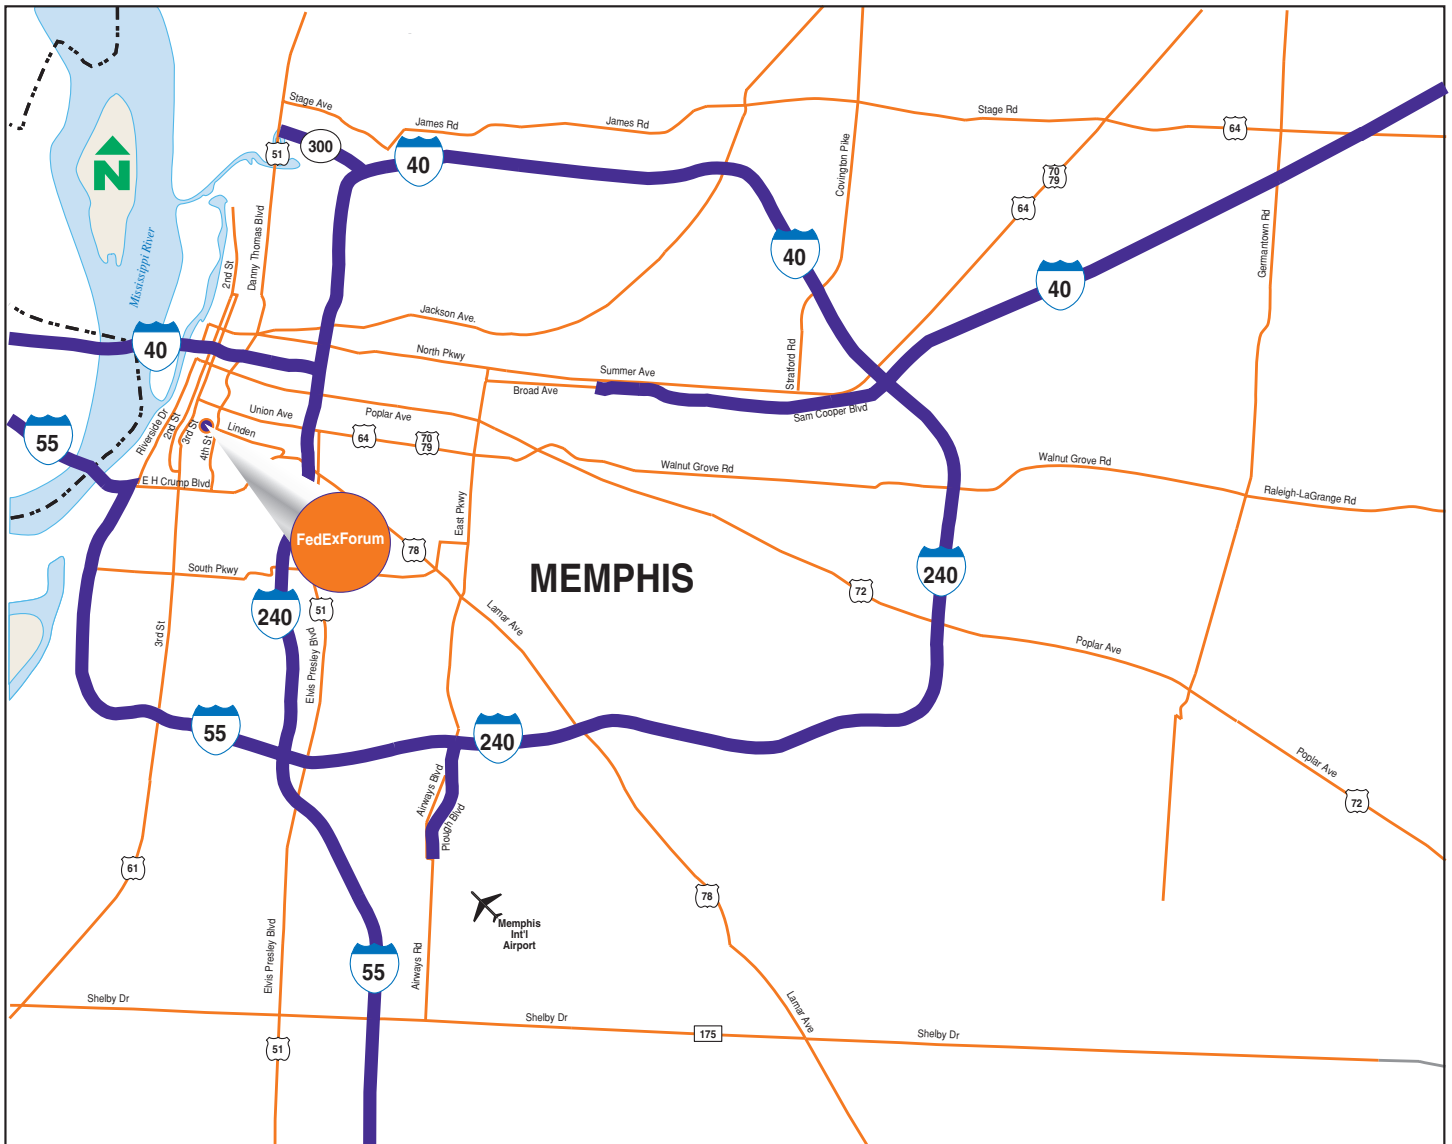 Stage Ave
James Rd
James Rd
Stage Rd
64
300
51
40
N
Covington Pike
70
79
64
Mississippi River
2nd St
Danny Thomas Blvd
Germantown Rd
40
40
Jackson Ave.
40
North Pkwy
Summer Ave
Stratford Rd
Broad Ave
Sam Cooper Blvd
Riverside Dr
2nd St
3rd St
4th St
Union Ave
Poplar Ave
Linden
64
70
79
55
Walnut Grove Rd
Walnut Grove Rd
Raleigh-LaGrange Rd
E H Crump Blvd
East Pkwy
FedExForum
78
South Pkwy
MEMPHIS
240
72
240
51
Lamar Ave
3rd St
Elvis Presley Blvd
Poplar Ave
55
240
Airways Blvd
Plough Blvd
Poplar Ave
72
61
78
Memphis
Int'l
Airport
Elvis Presley Blvd
Airways Rd
55
Shelby Dr
Shelby Dr
175
Shelby Dr
Lamar Ave
51